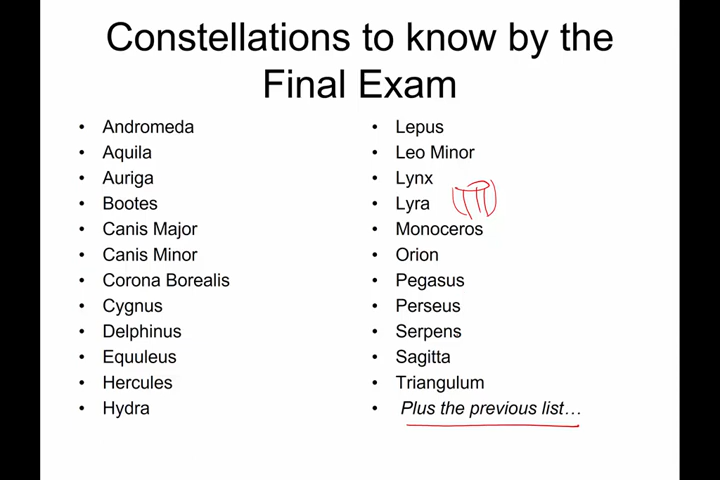 Constellations to know by the
Final Exam
• Andromeda
• Aquila
• Auriga
• Bootes
• Canis Major
• Canis Minor
• Corona Borealis
• Cygnus
• Delphinus
• Equuleus
• Hercules
• Hydra
• Lepus
• Leo Minor
• Lynx
• Lyra
• Monoceros
• Orion
• Pegasus
• Perseus
• Serpens
• Sagitta
• Triangulum
• Plus the previous list…